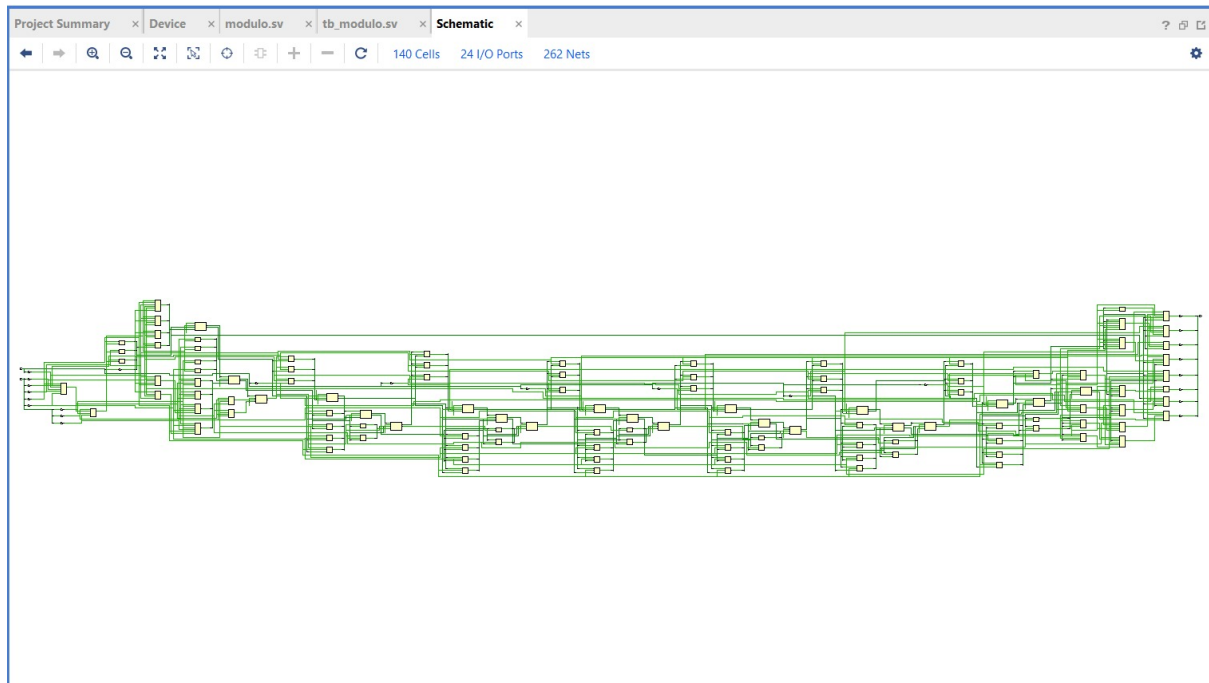 Project Summary × Device × modulo.sv × tb_modulo.sv × Schematic ×
140 Cells 24 I/O Ports 262 Nets